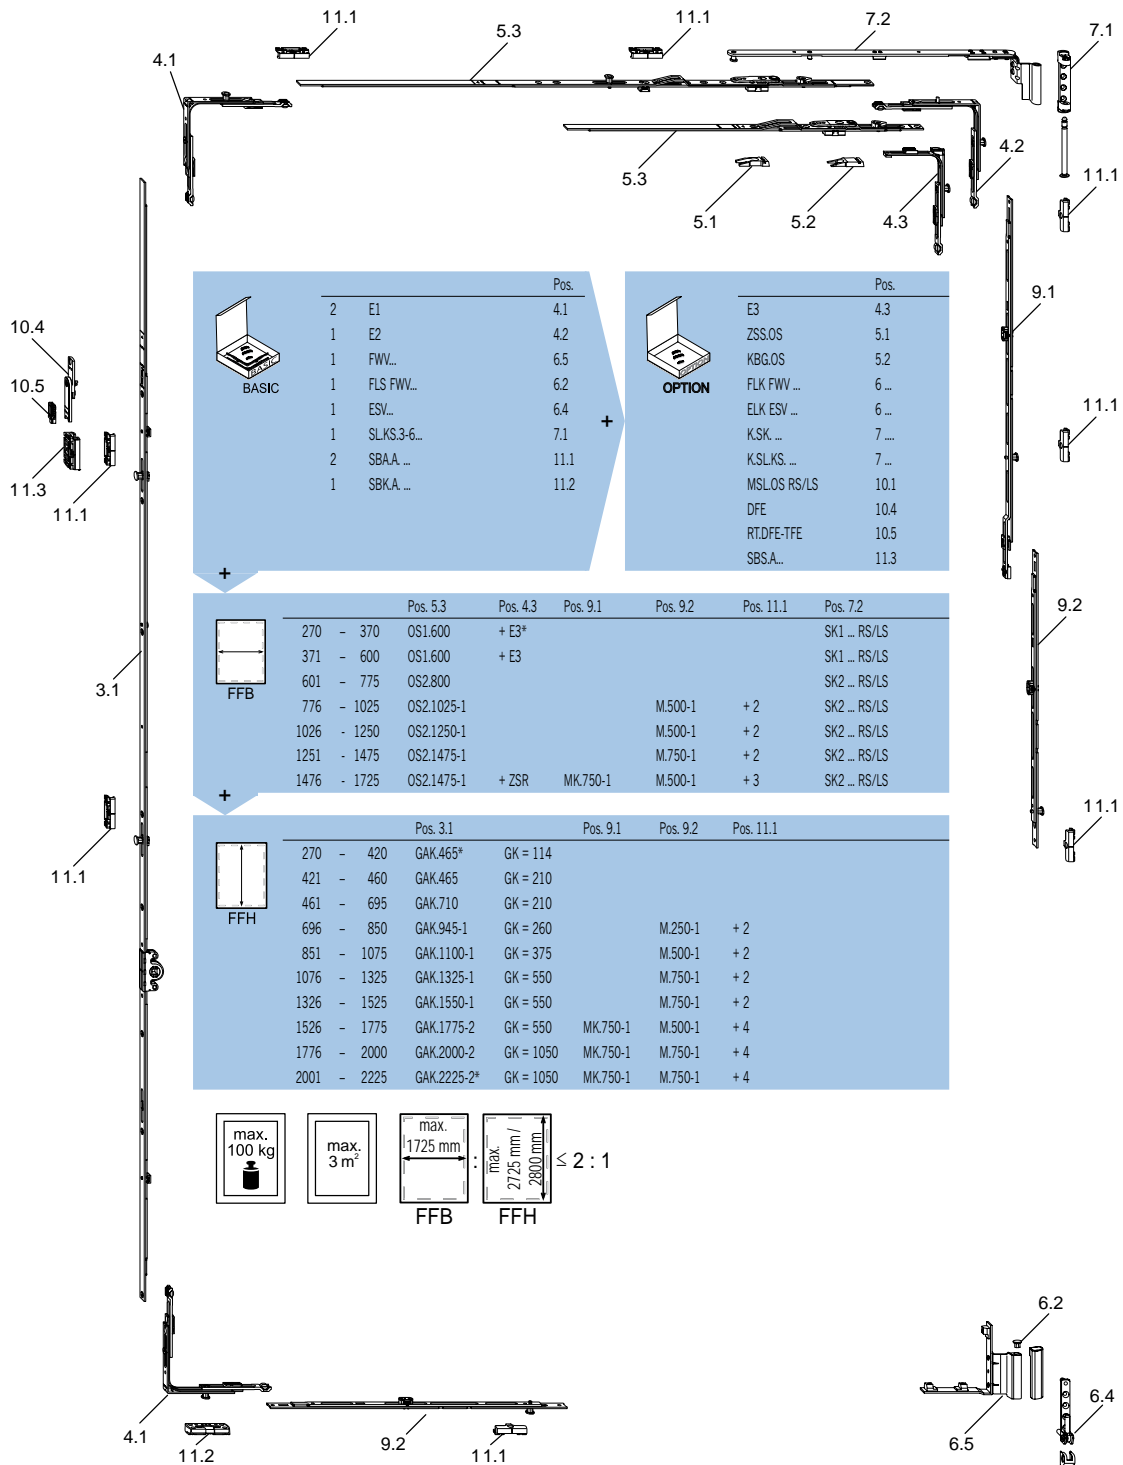 11.1
5.3
11.1
7.2
7.1
4.1
4.2
5.3
5.1
5.2
4.3
11.1
9.1
10.4
10.5
11.3
11.1
11.1
3.1
9.2
11.1
11.1
Pos.
2 E1 4.1
1 E2 4.2
1 FWV... 6.5
1 FLS FWV... 6.2
1 ESV... 6.4
1 SL.KS.3-6... 7.1
2 SBA.A. ... 11.1
1 SBK.A. ... 11.2
BASIC
+
Pos.
E3 4.3
ZSS.OS 5.1
KBG.OS 5.2
FLK FWV ... 6 ...
ELK ESV ... 6 ...
K.SK. ... 7 ....
K.SL.KS. ... 7 ...
MSL.OS RS/LS 10.1
DFE 10.4
RT.DFE-TFE 10.5
SBS.A... 11.3
OPTION
+
Pos. 5.3 Pos. 4.3 Pos. 9.1 Pos. 9.2 Pos. 11.1 Pos. 7.2
270 – 370 OS1.600 + E3* SK1 ... RS/LS
371 – 600 OS1.600 + E3 SK1 ... RS/LS
601 – 775 OS2.800 SK2 ... RS/LS
776 – 1025 OS2.1025-1 M.500-1 + 2 SK2 ... RS/LS
1026 - 1250 OS2.1250-1 M.500-1 + 2 SK2 ... RS/LS
1251 - 1475 OS2.1475-1 M.750-1 + 2 SK2 ... RS/LS
1476 - 1725 OS2.1475-1 + ZSR MK.750-1 M.500-1 + 3 SK2 ... RS/LS
FFB
+
Pos. 3.1 Pos. 9.1 Pos. 9.2 Pos. 11.1
270 – 420 GAK.465* GK = 114
421 – 460 GAK.465 GK = 210
461 – 695 GAK.710 GK = 210
696 – 850 GAK.945-1 GK = 260 M.250-1 + 2
851 – 1075 GAK.1100-1 GK = 375 M.500-1 + 2
1076 – 1325 GAK.1325-1 GK = 550 M.750-1 + 2
1326 – 1525 GAK.1550-1 GK = 550 M.750-1 + 2
1526 – 1775 GAK.1775-2 GK = 550 MK.750-1 M.500-1 + 4
1776 – 2000 GAK.2000-2 GK = 1050 MK.750-1 M.750-1 + 4
2001 – 2225 GAK.2225-2* GK = 1050 MK.750-1 M.750-1 + 4
FFH
max.
100 kg
max.
3 m²
max.
1725 mm
FFB
:
max.
2725 mm /
2800 mm
FFH
≤ 2 : 1
4.1
11.2
9.2
11.1
6.2
6.5
6.4